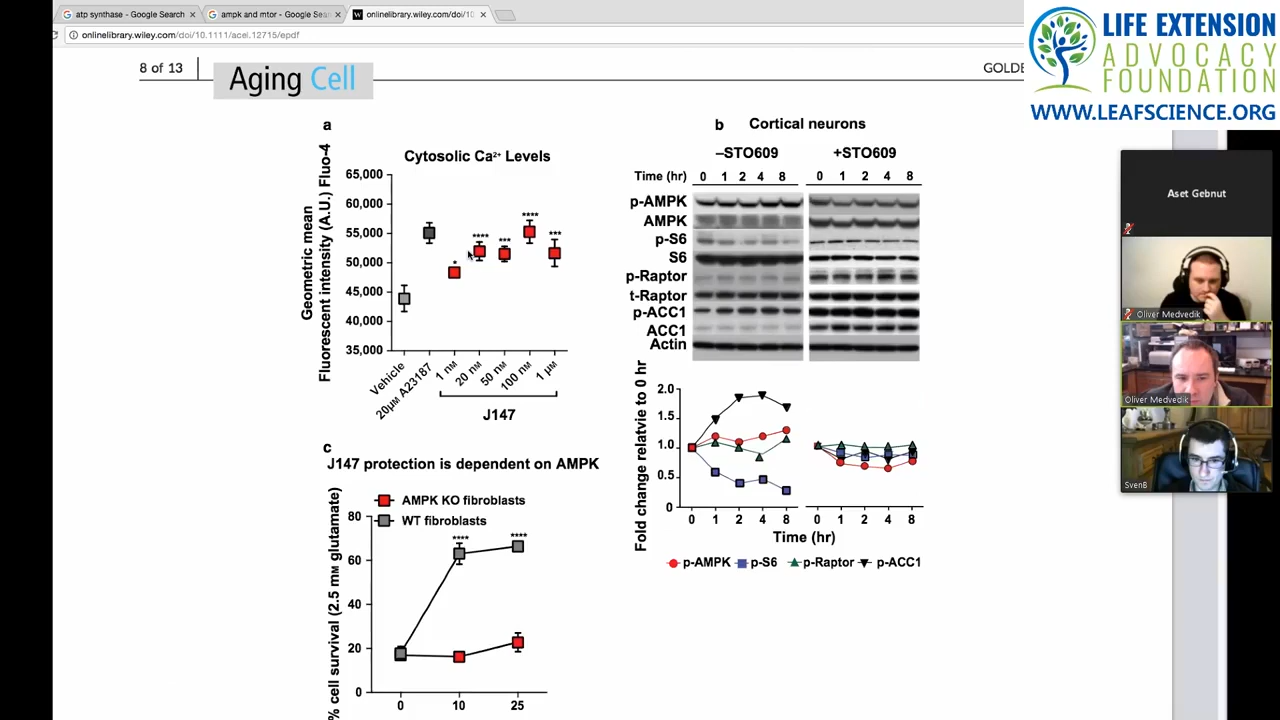 atp synthase - Google Search
ampk and mtor - Google Sea
onlinelibrary.wiley.com/doi/10
onlinelibrary.wiley.com/doi/10.1111/acel.12715/epdf
LIFE EXTENSION
ADVOCACY
FOUNDATION
WWW.LEAFSCIENCE.ORG
8 of 13
Aging Cell
GOLDB
a
Cytosolic Ca²⁺ Levels
Geometric mean
Fluorescent intensity (A.U.) Fluo-4
65,000
60,000
55,000
50,000
45,000
40,000
35,000
*
****
***
****
***
Vehicle
20μM A23187
1 nM
20 nM
50 nM
100 nM
1 μM
J147
b
Cortical neurons
–STO609
+STO609
Time (hr)
0 1 2 4 8
0 1 2 4 8
p-AMPK
AMPK
p-S6
S6
p-Raptor
t-Raptor
p-ACC1
ACC1
Actin
Fold change relatvie to 0 hr
2.0
1.5
1.0
0.5
0
0 1 2 4 8
0 1 2 4 8
Time (hr)
p-AMPK p-S6 p-Raptor p-ACC1
c
J147 protection is dependent on AMPK
AMPK KO fibroblasts
WT fibroblasts
% cell survival (2.5 mM glutamate)
80
60
40
20
0
****
****
0 10 25
Aset Gebnut
Oliver Medvedik
Oliver Medvedik
SvenB